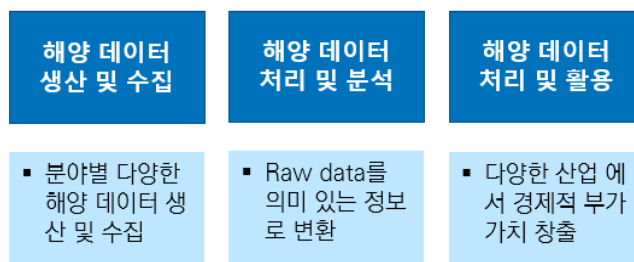 해양 데이터
생산 및 수집
해양 데이터
처리 및 분석
해양 데이터
처리 및 활용
▪ 분야별 다양한
해양 데이터 생
산 및 수집
▪ Raw data를
의미 있는 정보
로 변환
▪ 다양한 산업 에
서 경제적 부가
가치 창출